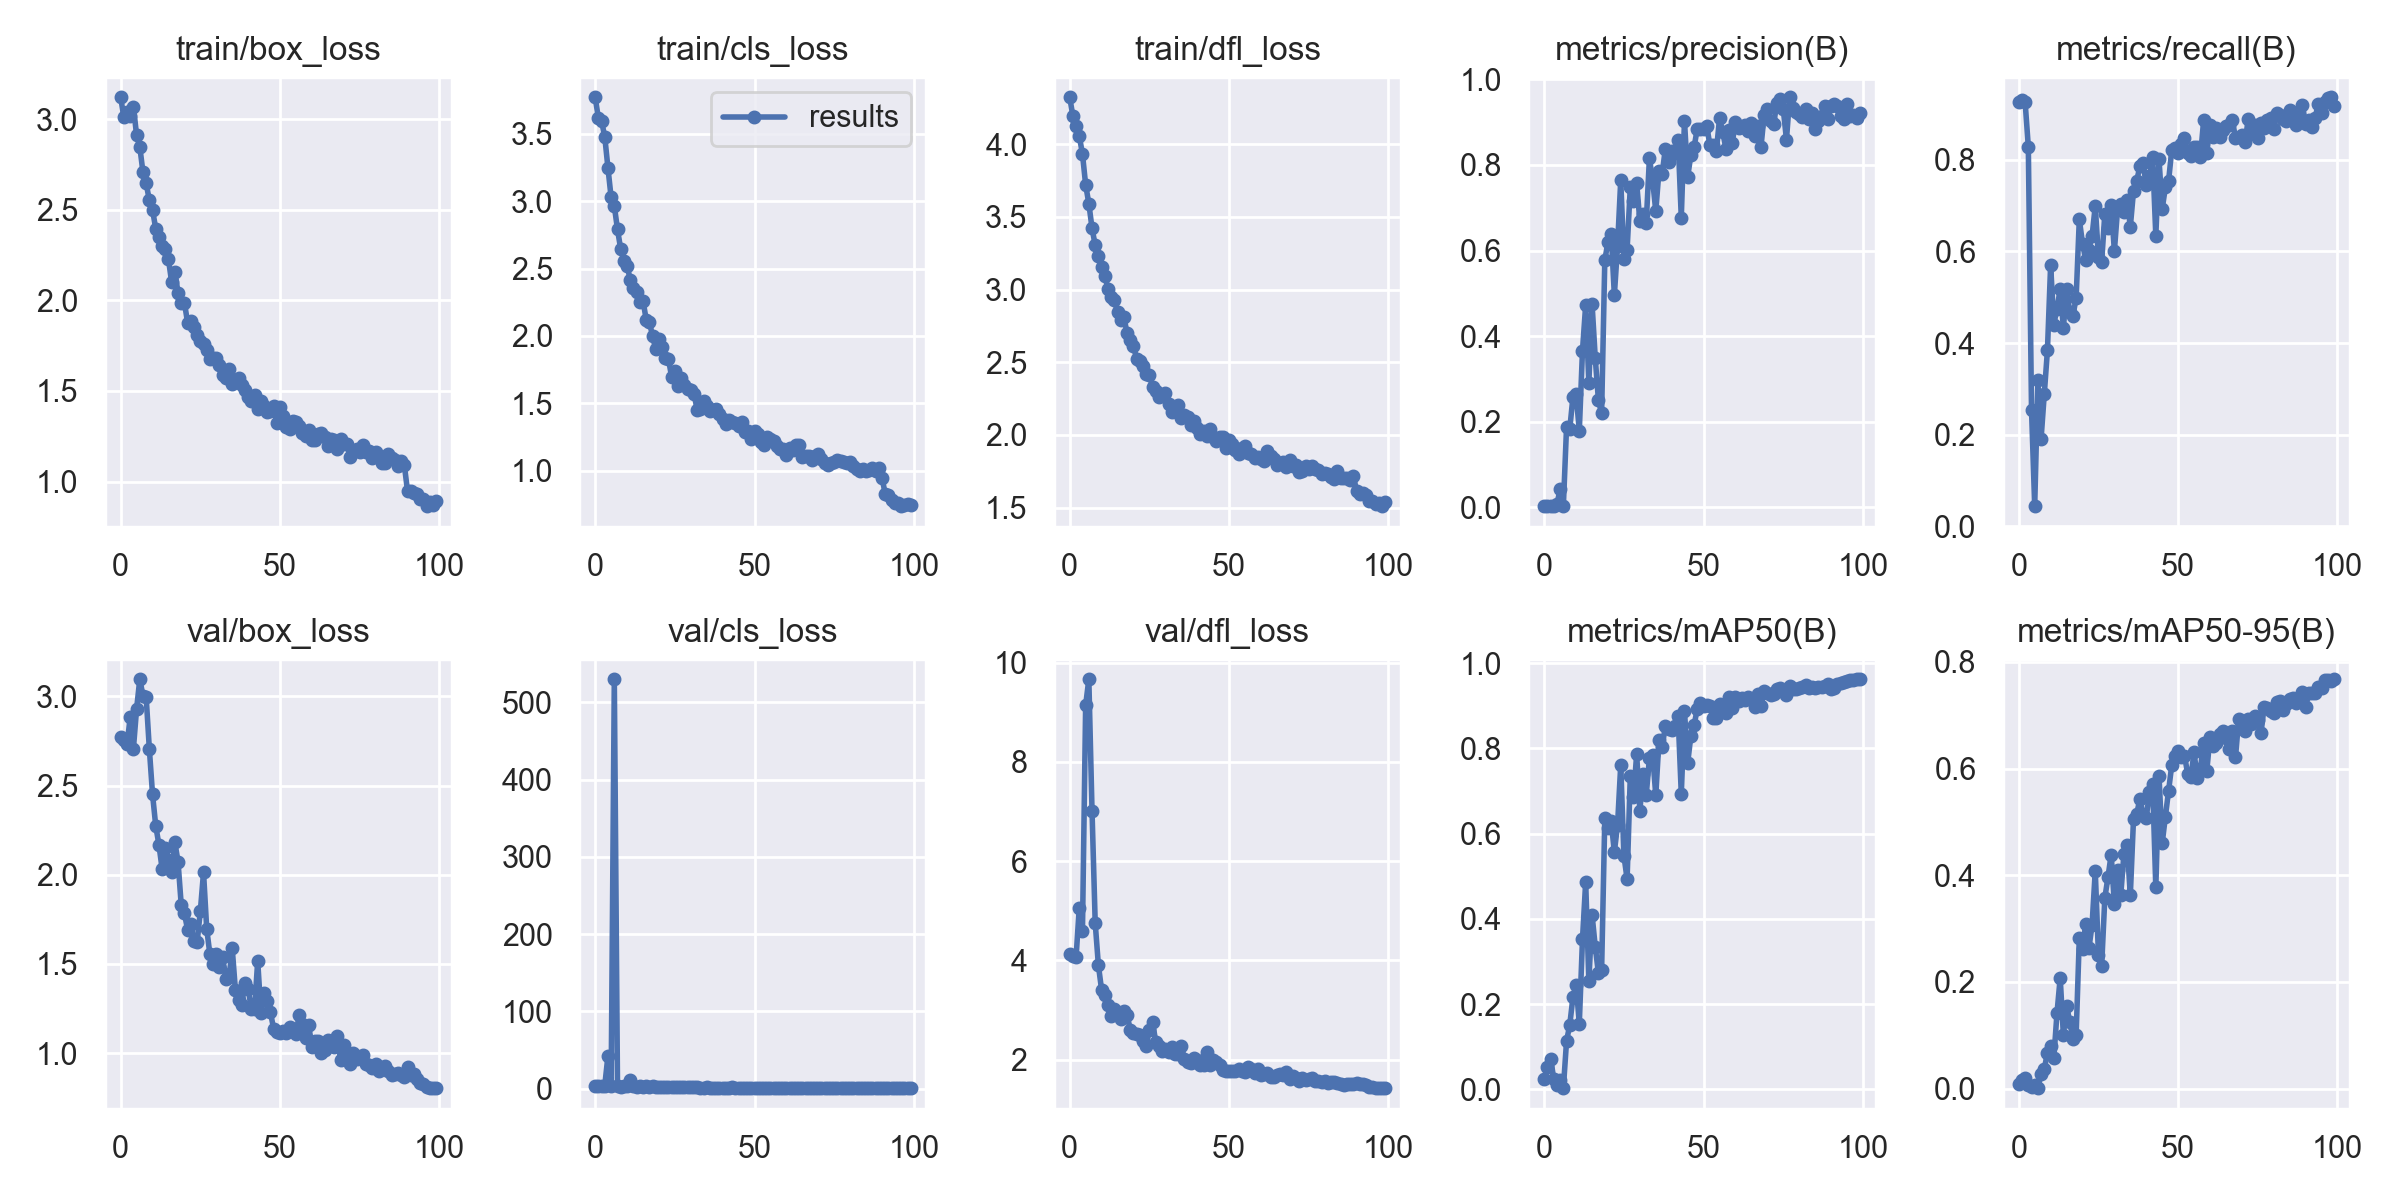 train/box_loss
3.0
2.5
2.0
1.5
1.0
0 50 100
train/cls_loss
results
3.5
3.0
2.5
2.0
1.5
1.0
0 50 100
train/dfl_loss
4.0
3.5
3.0
2.5
2.0
1.5
0 50 100
metrics/precision(B)
1.0
0.8
0.6
0.4
0.2
0.0
0 50 100
metrics/recall(B)
0.8
0.6
0.4
0.2
0.0
0 50 100
val/box_loss
3.0
2.5
2.0
1.5
1.0
0 50 100
val/cls_loss
500
400
300
200
100
0
0 50 100
val/dfl_loss
10
8
6
4
2
0 50 100
metrics/mAP50(B)
1.0
0.8
0.6
0.4
0.2
0.0
0 50 100
metrics/mAP50-95(B)
0.8
0.6
0.4
0.2
0.0
0 50 100